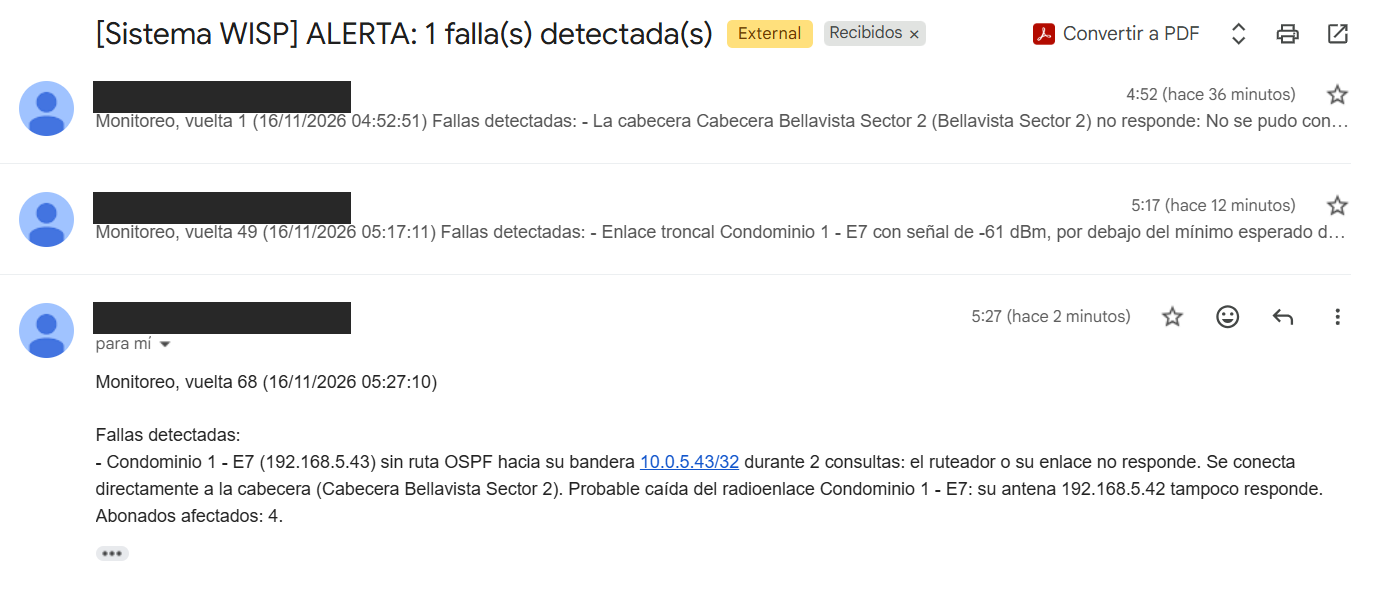 [Sistema WISP] ALERTA: 1 falla(s) detectada(s) External Recibidos × Convertir a PDF
4:52 (hace 36 minutos)
Monitoreo, vuelta 1 (16/11/2026 04:52:51) Fallas detectadas: - La cabecera Cabecera Bellavista Sector 2 (Bellavista Sector 2) no responde: No se pudo con…
5:17 (hace 12 minutos)
Monitoreo, vuelta 49 (16/11/2026 05:17:11) Fallas detectadas: - Enlace troncal Condominio 1 - E7 con señal de -61 dBm, por debajo del mínimo esperado d…
5:27 (hace 2 minutos)
para mí
Monitoreo, vuelta 68 (16/11/2026 05:27:10)
Fallas detectadas:
- Condominio 1 - E7 (192.168.5.43) sin ruta OSPF hacia su bandera 10.0.5.43/32 durante 2 consultas: el ruteador o su enlace no responde. Se conecta
directamente a la cabecera (Cabecera Bellavista Sector 2). Probable caída del radioenlace Condominio 1 - E7: su antena 192.168.5.42 tampoco responde.
Abonados afectados: 4.